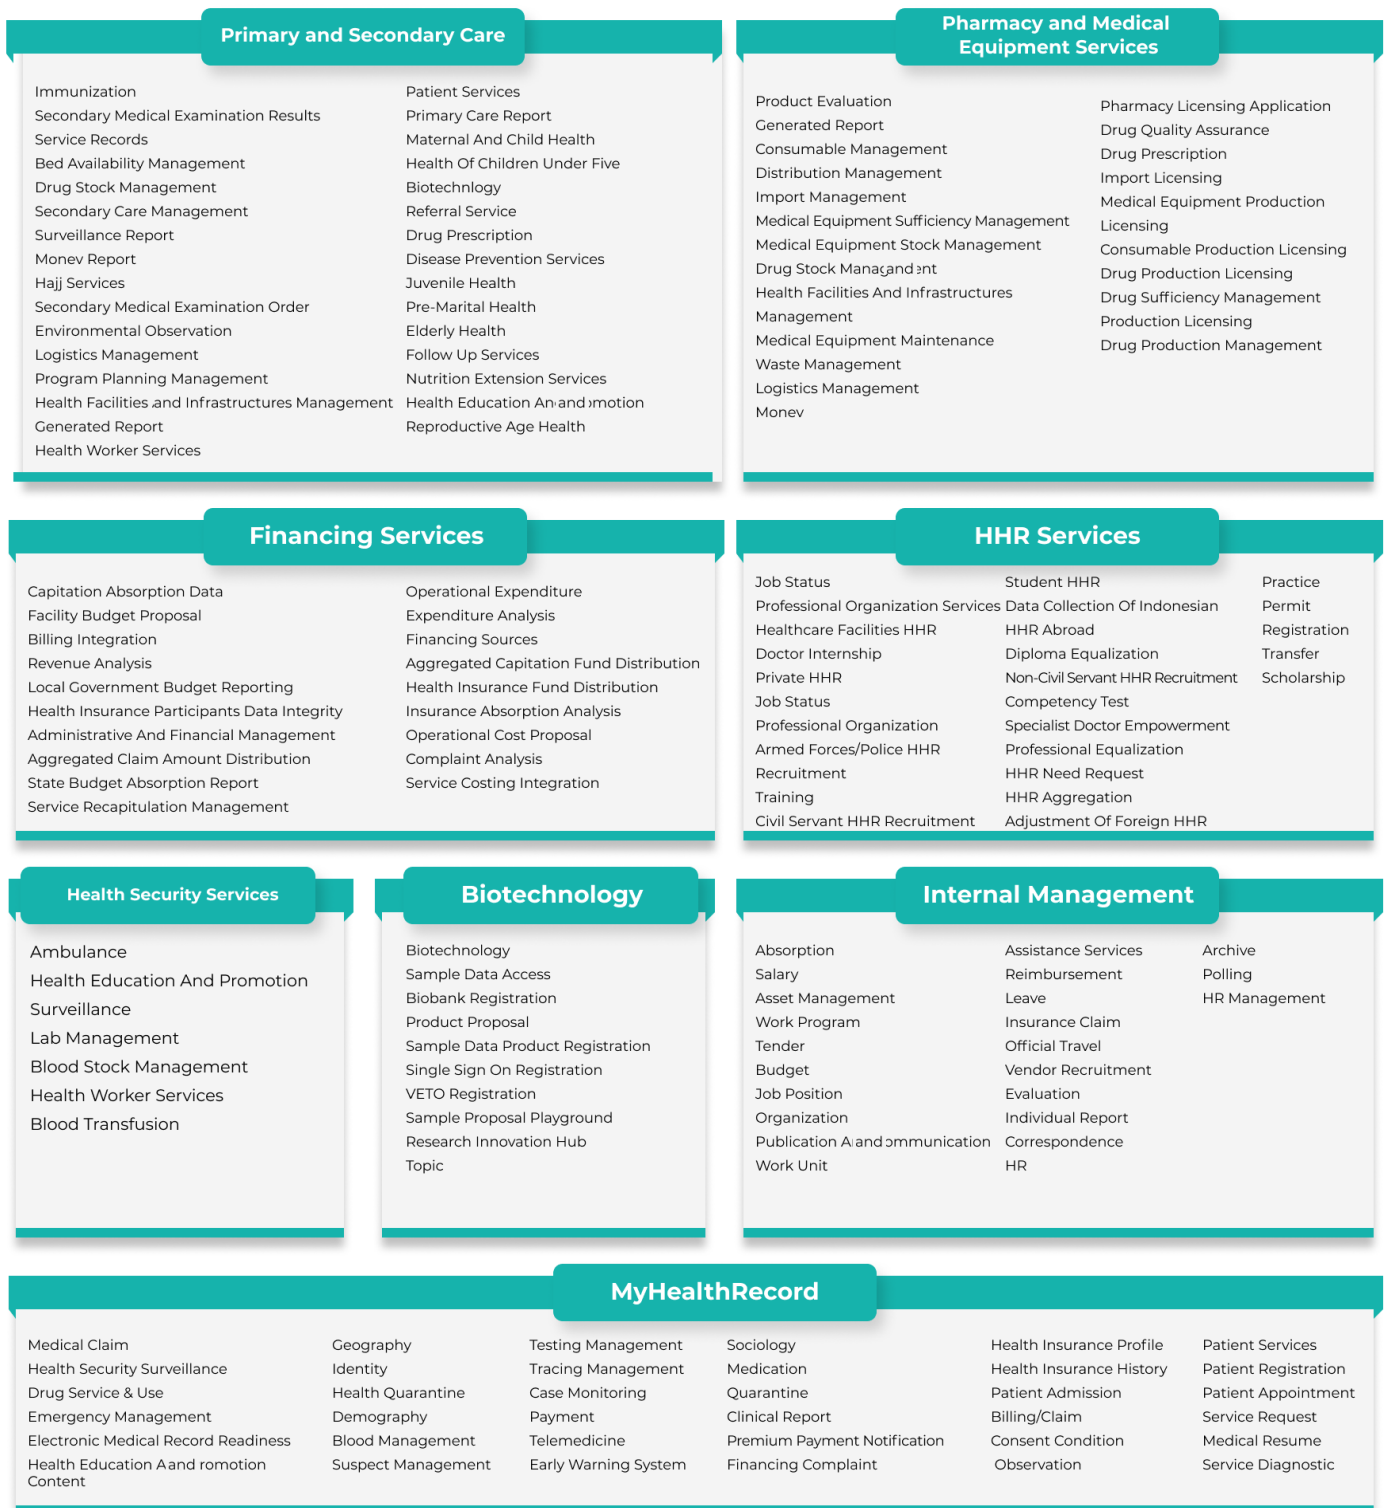 Primary and Secondary Care
Immunization
Secondary Medical Examination Results
Service Records
Bed Availability Management
Drug Stock Management
Secondary Care Management
Surveillance Report
Monev Report
Hajj Services
Secondary Medical Examination Order
Environmental Observation
Logistics Management
Program Planning Management
Health Facilities and Infrastructures Management
Generated Report
Health Worker Services
Patient Services
Primary Care Report
Maternal And Child Health
Health Of Children Under Five
Biotechnlogy
Referral Service
Drug Prescription
Disease Prevention Services
Juvenile Health
Pre-Marital Health
Elderly Health
Follow Up Services
Nutrition Extension Services
Health Education An and omotion
Reproductive Age Health
Pharmacy and Medical
Equipment Services
Product Evaluation
Generated Report
Consumable Management
Distribution Management
Import Management
Medical Equipment Sufficiency Management
Medical Equipment Stock Management
Drug Stock
Health Facilities And Infrastructures
Management
Medical Equipment Maintenance
Waste Management
Logistics Management
Monev
Pharmacy Licensing Application
Drug Quality Assurance
Drug Prescription
Import Licensing
Medical Equipment Production
Licensing
Consumable Production Licensing
Drug Production Licensing
Drug Sufficiency Management
Production Licensing
Drug Production Management
Financing Services
Capitation Absorption Data
Facility Budget Proposal
Billing Integration
Revenue Analysis
Local Government Budget Reporting
Health Insurance Participants Data Integrity
Administrative And Financial Management
Aggregated Claim Amount Distribution
State Budget Absorption Report
Service Recapitulation Management
Operational Expenditure
Expenditure Analysis
Financing Sources
Aggregated Capitation Fund Distribution
Health Insurance Fund Distribution
Insurance Absorption Analysis
Operational Cost Proposal
Complaint Analysis
Service Costing Integration
HHR Services
Job Status
Professional Organization Services
Healthcare Facilities HHR
Doctor Internship
Private HHR
Job Status
Professional Organization
Armed Forces/Police HHR
Recruitment
Training
Civil Servant HHR Recruitment
Student HHR
Data Collection Of Indonesian
HHR Abroad
Diploma Equalization
Non-Civil Servant HHR Recruitment
Competency Test
Specialist Doctor Empowerment
Professional Equalization
HHR Need Request
HHR Aggregation
Adjustment Of Foreign HHR
Practice
Permit
Registration
Transfer
Scholarship
Health Security Services
Ambulance
Health Education And Promotion
Surveillance
Lab Management
Blood Stock Management
Health Worker Services
Blood Transfusion
Biotechnology
Biotechnology
Sample Data Access
Biobank Registration
Product Proposal
Sample Data Product Registration
Single Sign On Registration
VETO Registration
Sample Proposal Playground
Research Innovation Hub
Topic
Internal Management
Absorption
Salary
Asset Management
Work Program
Tender
Budget
Job Position
Organization
Publication A and ommunication
Work Unit
Assistance Services
Reimbursement
Leave
Insurance Claim
Official Travel
Vendor Recruitment
Evaluation
Individual Report
Correspondence
HR
Archive
Polling
HR Management
MyHealthRecord
Medical Claim
Health Security Surveillance
Drug Service & Use
Emergency Management
Electronic Medical Record Readiness
Health Education A and romotion
Content
Geography
Identity
Health Quarantine
Demography
Blood Management
Suspect Management
Testing Management
Tracing Management
Case Monitoring
Payment
Telemedicine
Early Warning System
Sociology
Medication
Quarantine
Clinical Report
Premium Payment Notification
Financing Complaint
Health Insurance Profile
Health Insurance History
Patient Admission
Billing/Claim
Consent Condition
Observation
Patient Services
Patient Registration
Patient Appointment
Service Request
Medical Resume
Service Diagnostic